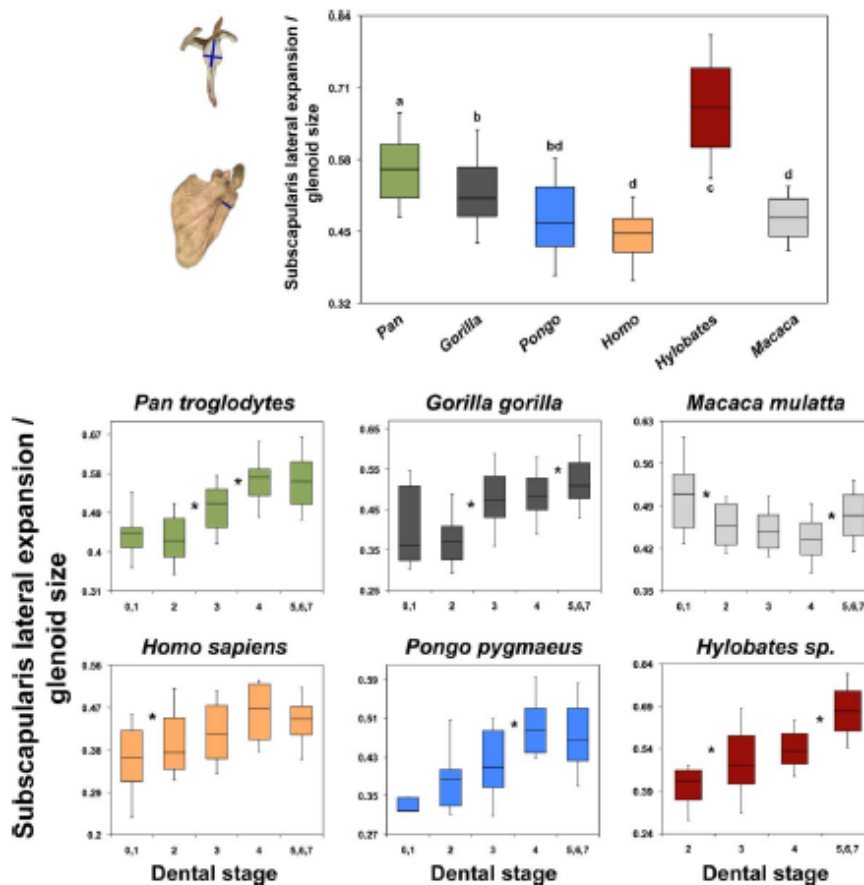 Subscapularis lateral expansion /
glenoid size
0.84
0.71
0.58
0.45
0.32
a
b
bd
d
c
d
Pan
Gorilla
Pongo
Homo
Hylobates
Macaca
Subscapularis lateral expansion /
glenoid size
Pan troglodytes
0.67
0.58
0.49
0.4
0.31
* *
0,1 2 3 4 5,6,7
Gorilla gorilla
0.65
0.55
0.45
0.35
0.25
* *
0,1 2 3 4 5,6,7
Macaca mulatta
0.63
0.49
0.42
0.35
* *
0,1 2 3 4 5,6,7
Homo sapiens
0.56
0.47
0.38
0.29
0.2
*
0,1 2 3 4 5,6,7
Dental stage
Pongo pygmaeus
0.59
0.51
0.43
0.35
0.27
*
0,1 2 3 4 5,6,7
Dental stage
Hylobates sp.
0.84
0.69
0.54
0.39
0.24
* *
2 3 4 5,6,7
Dental stage